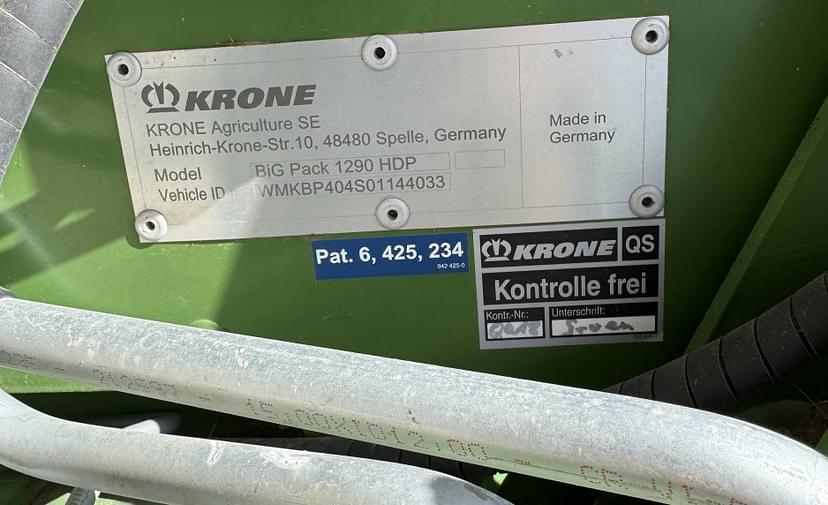 KRONE
KRONE Agriculture SE
Heinrich-Krone-Str.10, 48480 Spelle, Germany
Model BiG Pack 1290 HDP
Vehicle ID WMKBP404S01144033
Made in
Germany
Pat. 6, 425, 234
942 425-0
KRONE QS
Kontrolle frei
Kontr.-Nr.: Unterschrift: